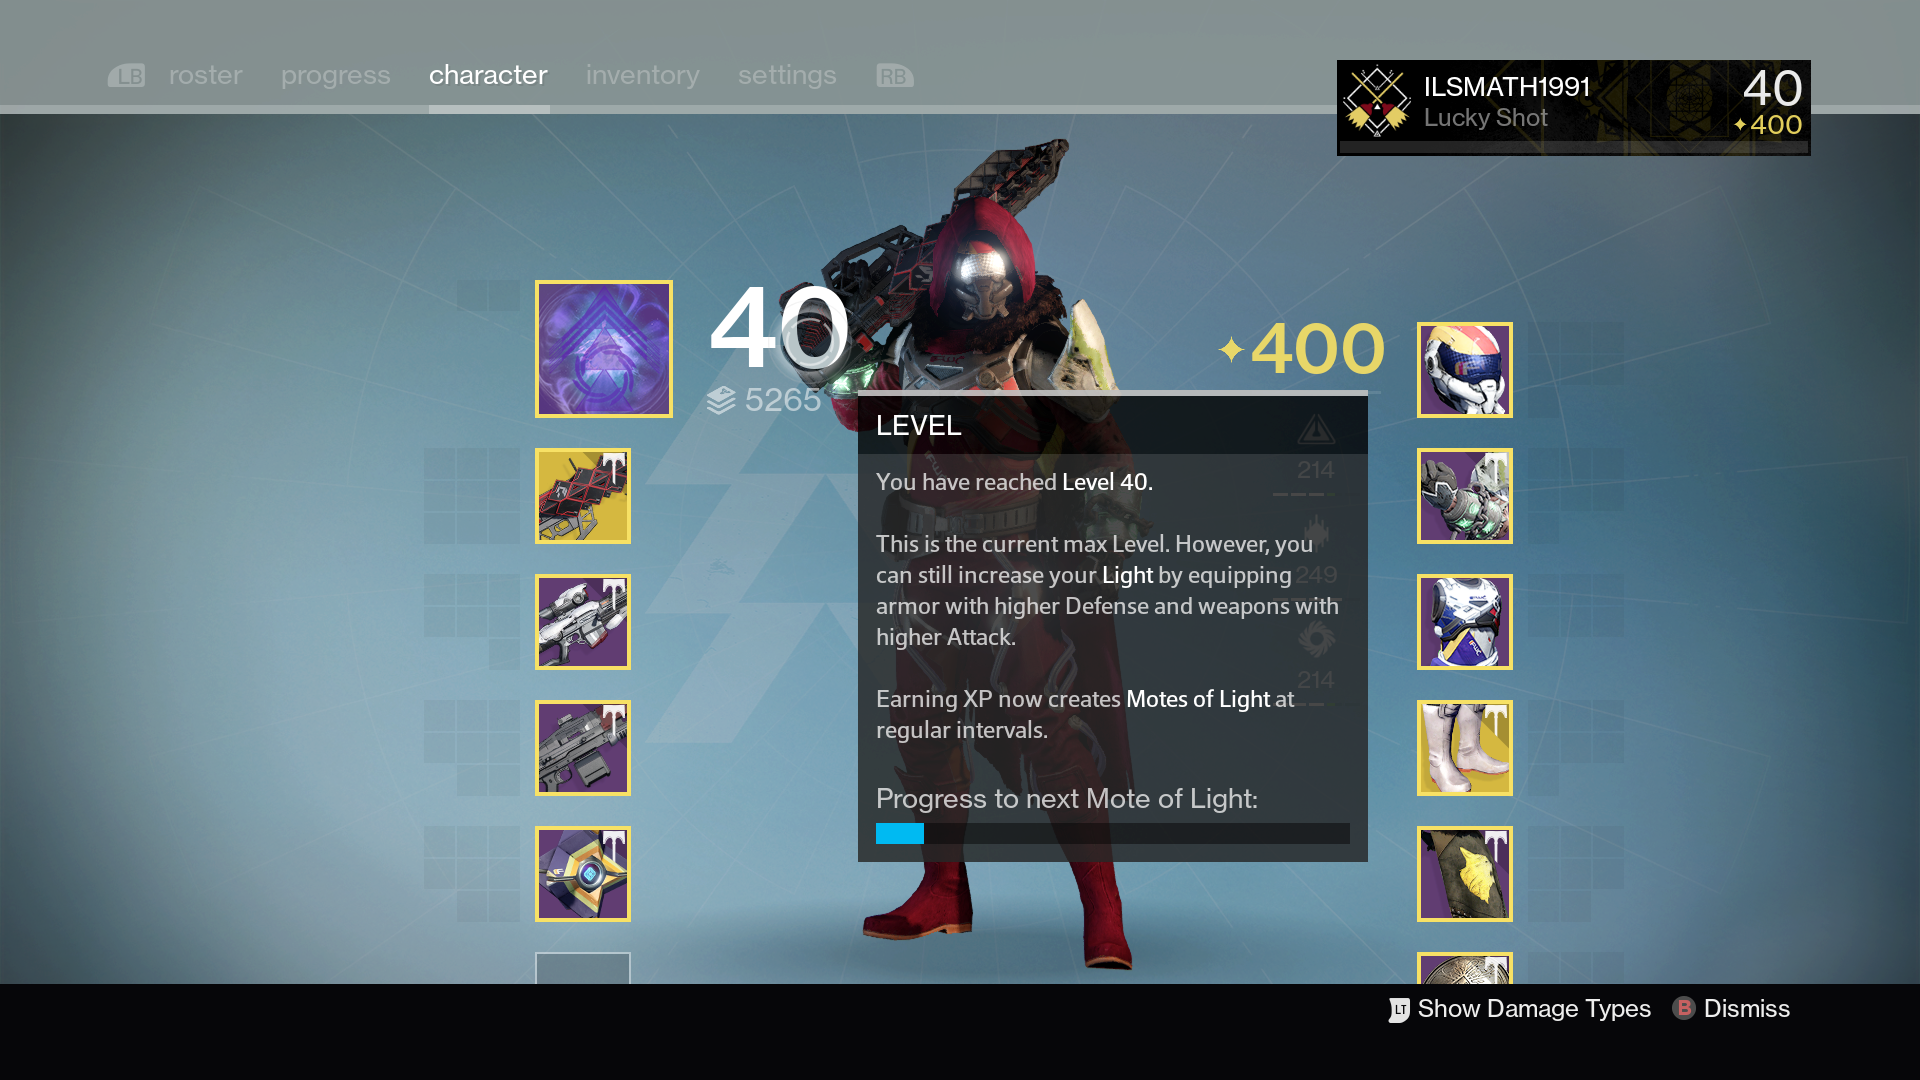 LB roster progress character inventory settings RB
ILSMATH1991
Lucky Shot
40
400
40
5265
400
LEVEL
You have reached Level 40.
This is the current max Level. However, you
can still increase your Light by equipping
armor with higher Defense and weapons with
higher Attack.
Earning XP now creates Motes of Light at
regular intervals.
Progress to next Mote of Light:
214
249
214
LT Show Damage Types B Dismiss